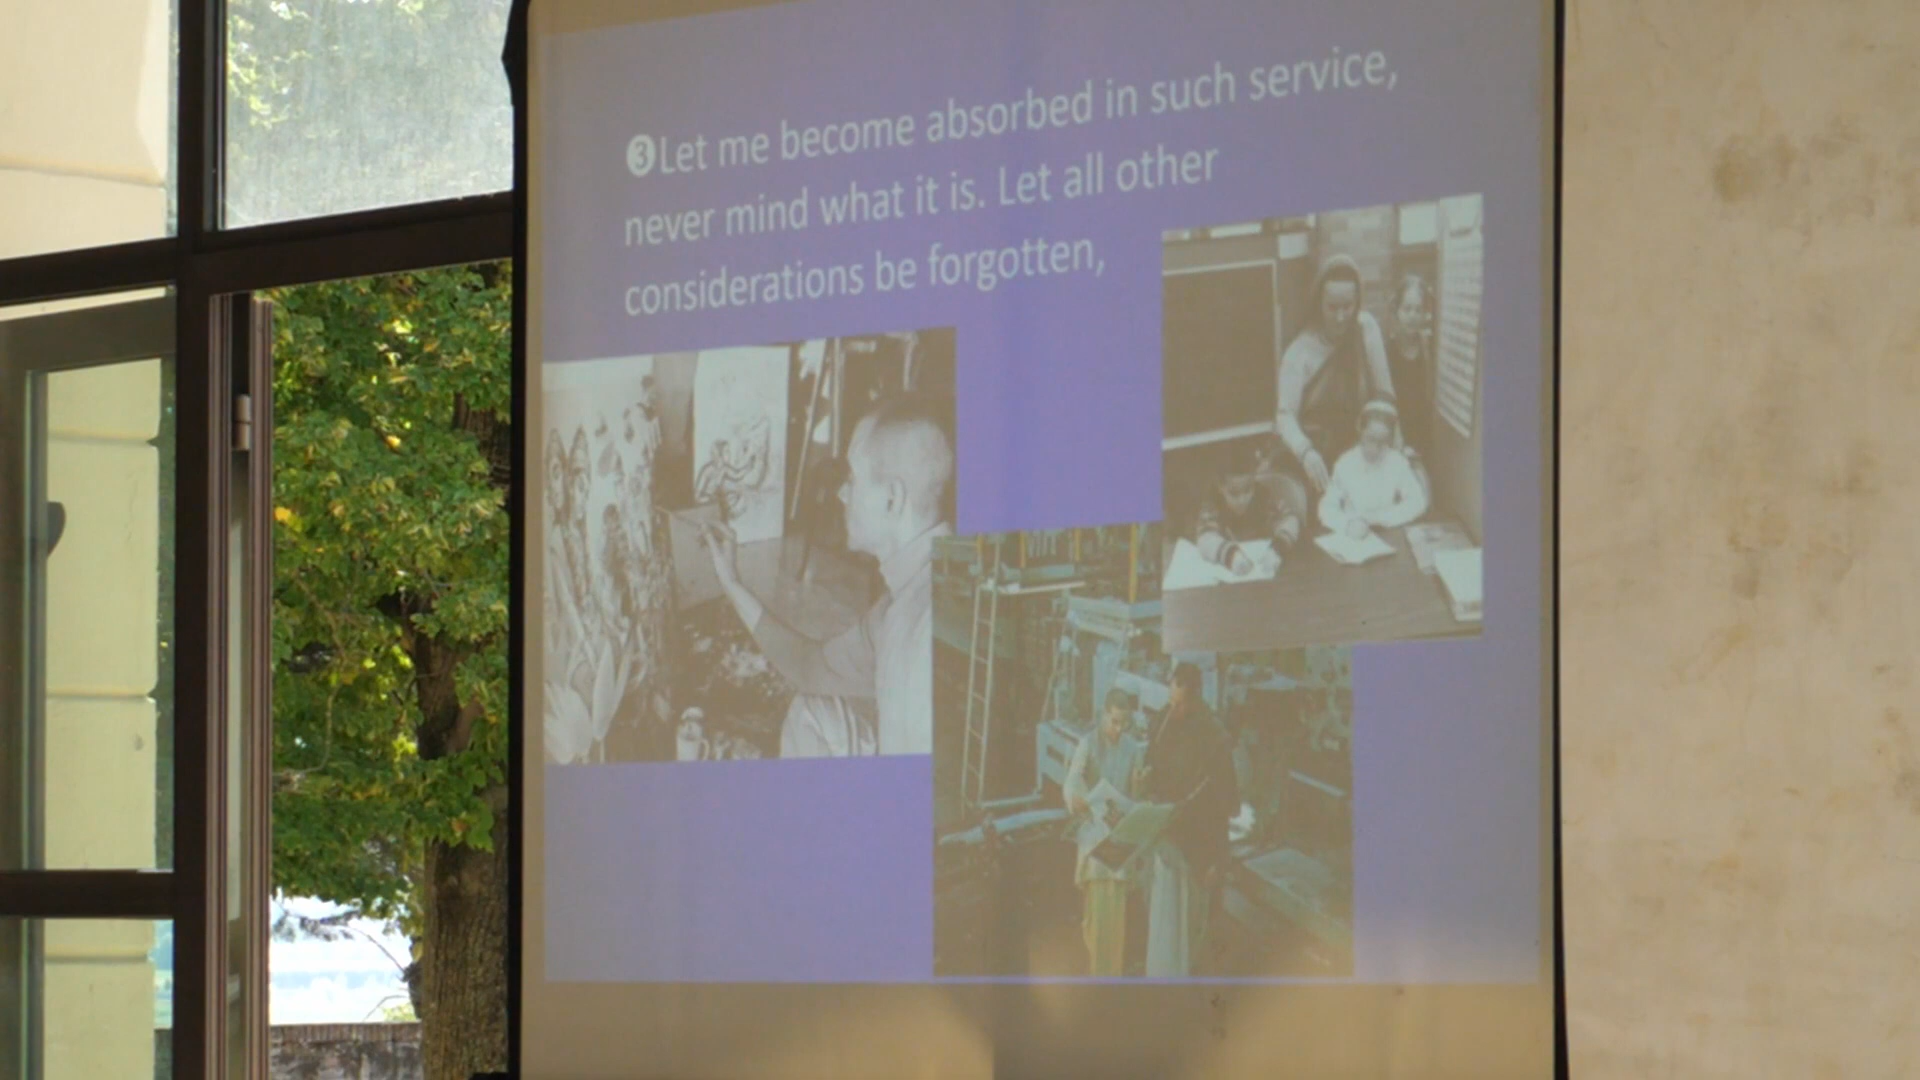 ❸Let me become absorbed in such service,
never mind what it is. Let all other
considerations be forgotten,